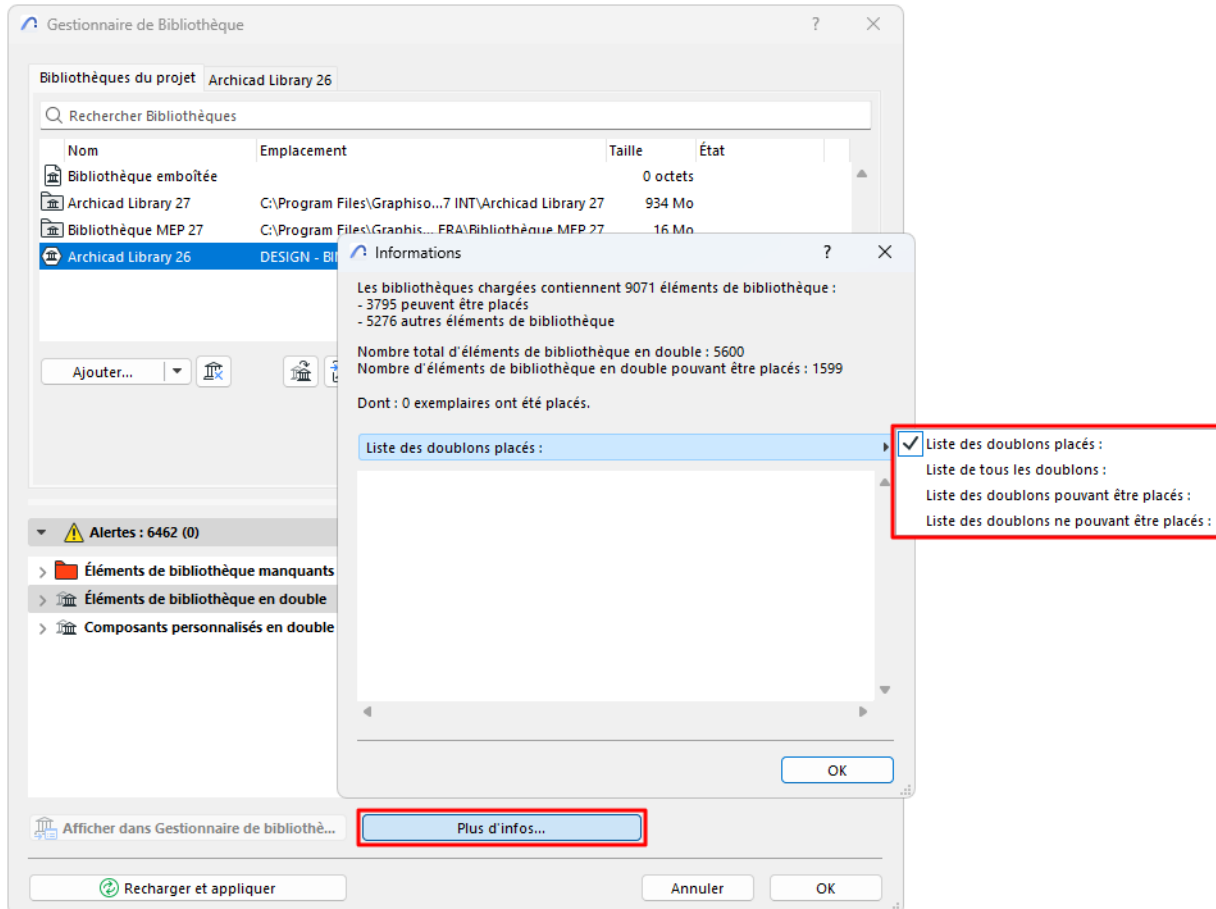 Gestionnaire de Bibliothèque
Bibliothèques du projet Archicad Library 26
Rechercher Bibliothèques
Nom Emplacement Taille État
Bibliothèque emboîtée 0 octets
Archicad Library 27 C:\Program Files\Graphiso...7 INT\Archicad Library 27 934 Mo
Bibliothèque MEP 27 C:\Program Files\Graphis... FRA\Bibliothèque MEP 27 16 Mo
Archicad Library 26 DESIGN - BI
Ajouter...
Informations
Les bibliothèques chargées contiennent 9071 éléments de bibliothèque :
- 3795 peuvent être placés
- 5276 autres éléments de bibliothèque
Nombre total d'éléments de bibliothèque en double : 5600
Nombre d'éléments de bibliothèque en double pouvant être placés : 1599
Dont : 0 exemplaires ont été placés.
Liste des doublons placés :
Liste des doublons placés :
Liste de tous les doublons :
Liste des doublons pouvant être placés :
Liste des doublons ne pouvant être placés :
OK
Alertes : 6462 (0)
Éléments de bibliothèque manquants
Éléments de bibliothèque en double
Composants personnalisés en double
Afficher dans Gestionnaire de bibliothè...
Plus d'infos...
Recharger et appliquer
Annuler
OK